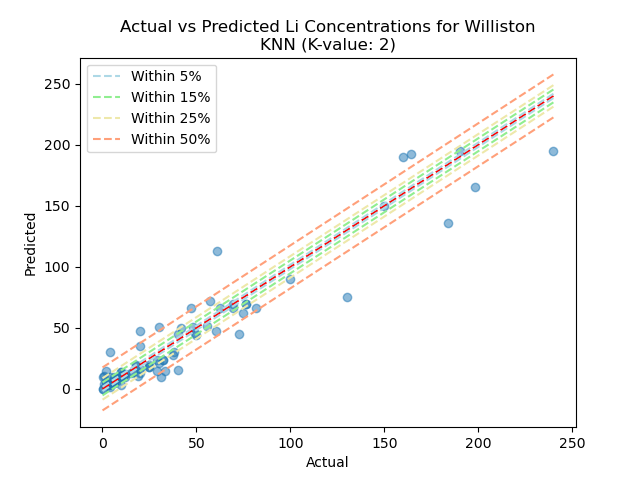 Actual vs Predicted Li Concentrations for Williston
KNN (K-value: 2)
Within 5%
Within 15%
Within 25%
Within 50%
250
200
150
100
50
0
Predicted
0 50 100 150 200 250
Actual